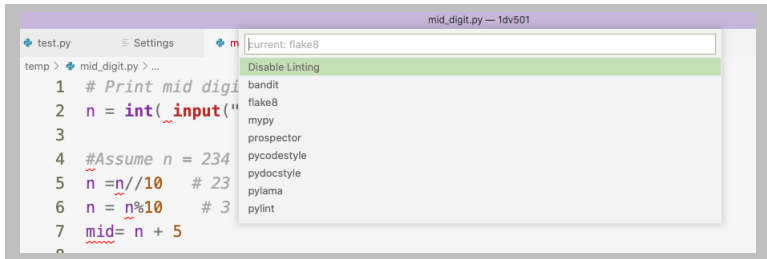 mid_digit.py — 1dv501
test.py Settings m
temp > mid_digit.py > ...
current: flake8
Disable Linting
bandit
flake8
mypy
prospector
pycodestyle
pydocstyle
pylama
pylint
1 # Print mid digi
2 n = int( input("
3
4 #Assume n = 234
5 n =n//10 # 23
6 n = n%10 # 3
7 mid= n + 5
8